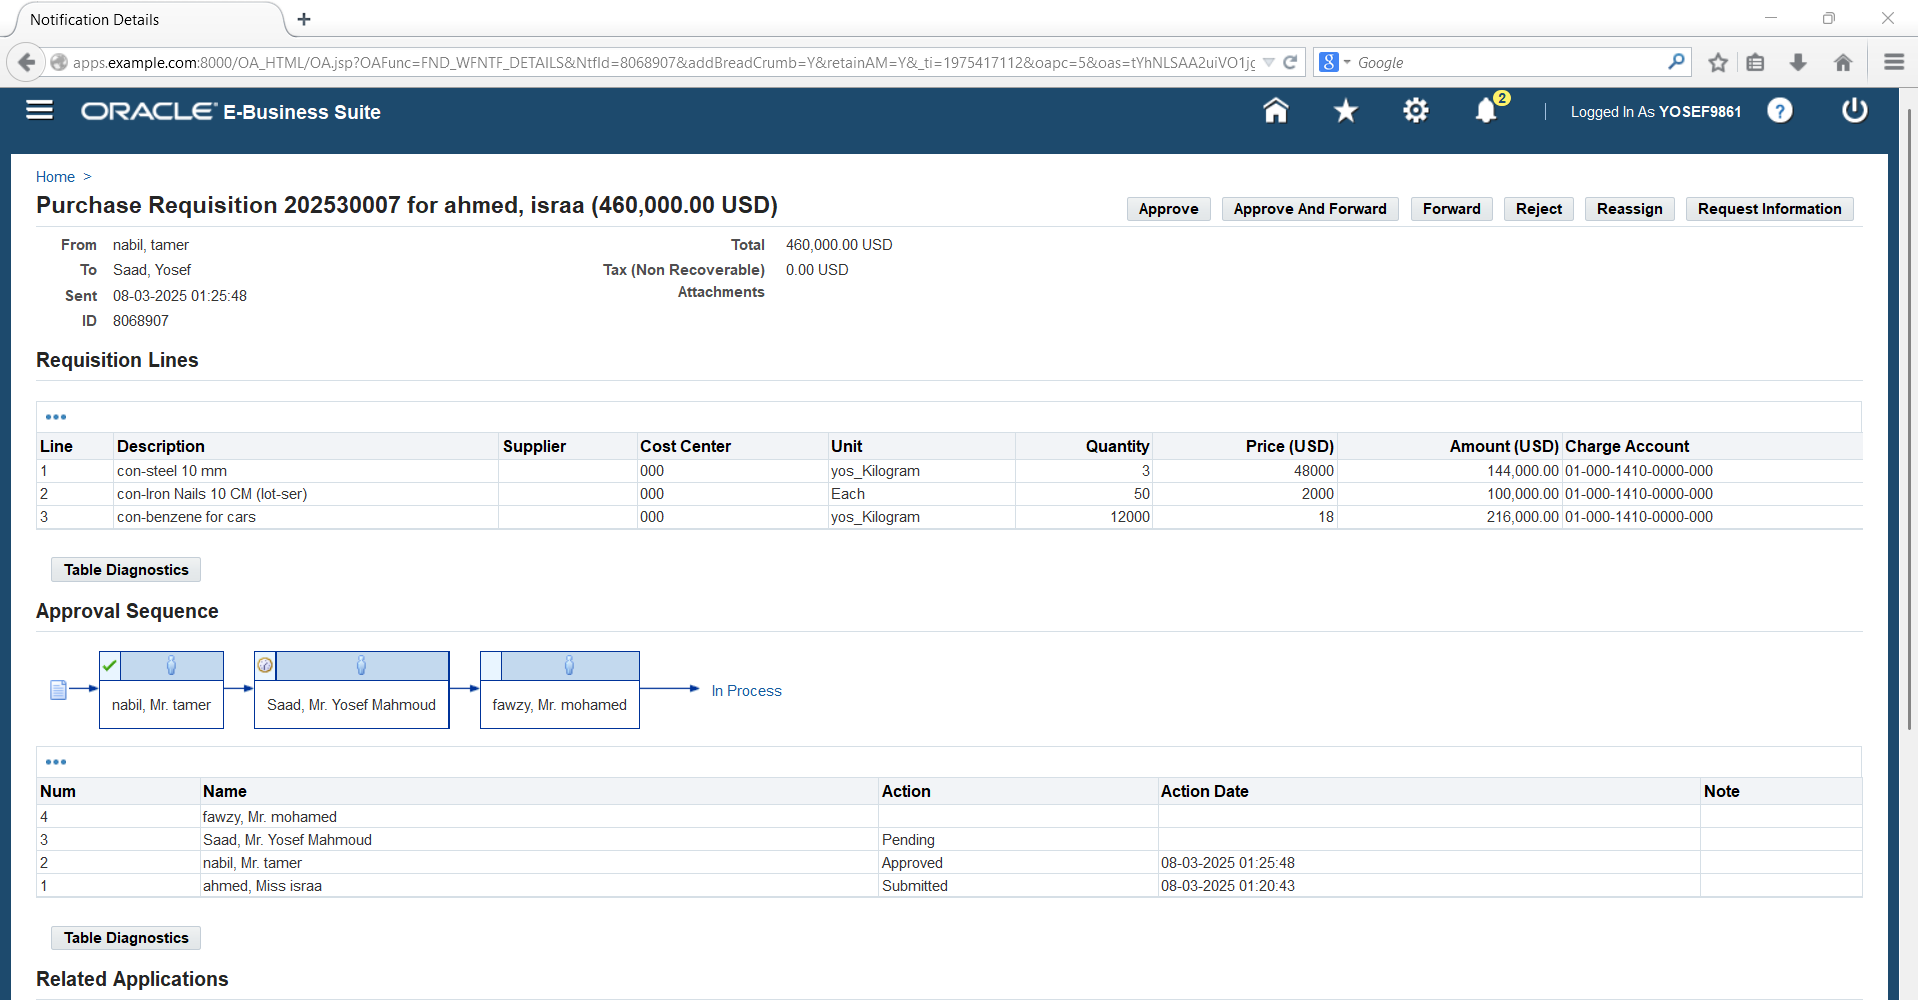 Notification Details
apps.example.com:8000/OA_HTML/OA.jsp?OAFunc=FND_WFNTF_DETAILS&NtfId=8068907&addBreadCrumb=Y&retainAM=Y&_ti=1975417112&oapc=5&oas=tYhNLSAA2uiVO1jc
8 Google
ORACLE E-Business Suite
2
Logged In As YOSEF9861
?
Home >
Purchase Requisition 202530007 for ahmed, israa (460,000.00 USD)
Approve Approve And Forward Forward Reject Reassign Request Information
From nabil, tamer Total 460,000.00 USD
To Saad, Yosef Tax (Non Recoverable) 0.00 USD
Sent 08-03-2025 01:25:48 Attachments
ID 8068907
Requisition Lines
Line Description Supplier Cost Center Unit Quantity Price (USD) Amount (USD) Charge Account
1 con-steel 10 mm 000 yos_Kilogram 3 48000 144,000.00 01-000-1410-0000-000
2 con-Iron Nails 10 CM (lot-ser) 000 Each 50 2000 100,000.00 01-000-1410-0000-000
3 con-benzene for cars 000 yos_Kilogram 12000 18 216,000.00 01-000-1410-0000-000
Table Diagnostics
Approval Sequence
nabil, Mr. tamer Saad, Mr. Yosef Mahmoud fawzy, Mr. mohamed In Process
Num Name Action Action Date Note
4 fawzy, Mr. mohamed
3 Saad, Mr. Yosef Mahmoud Pending
2 nabil, Mr. tamer Approved 08-03-2025 01:25:48
1 ahmed, Miss israa Submitted 08-03-2025 01:20:43
Table Diagnostics
Related Applications